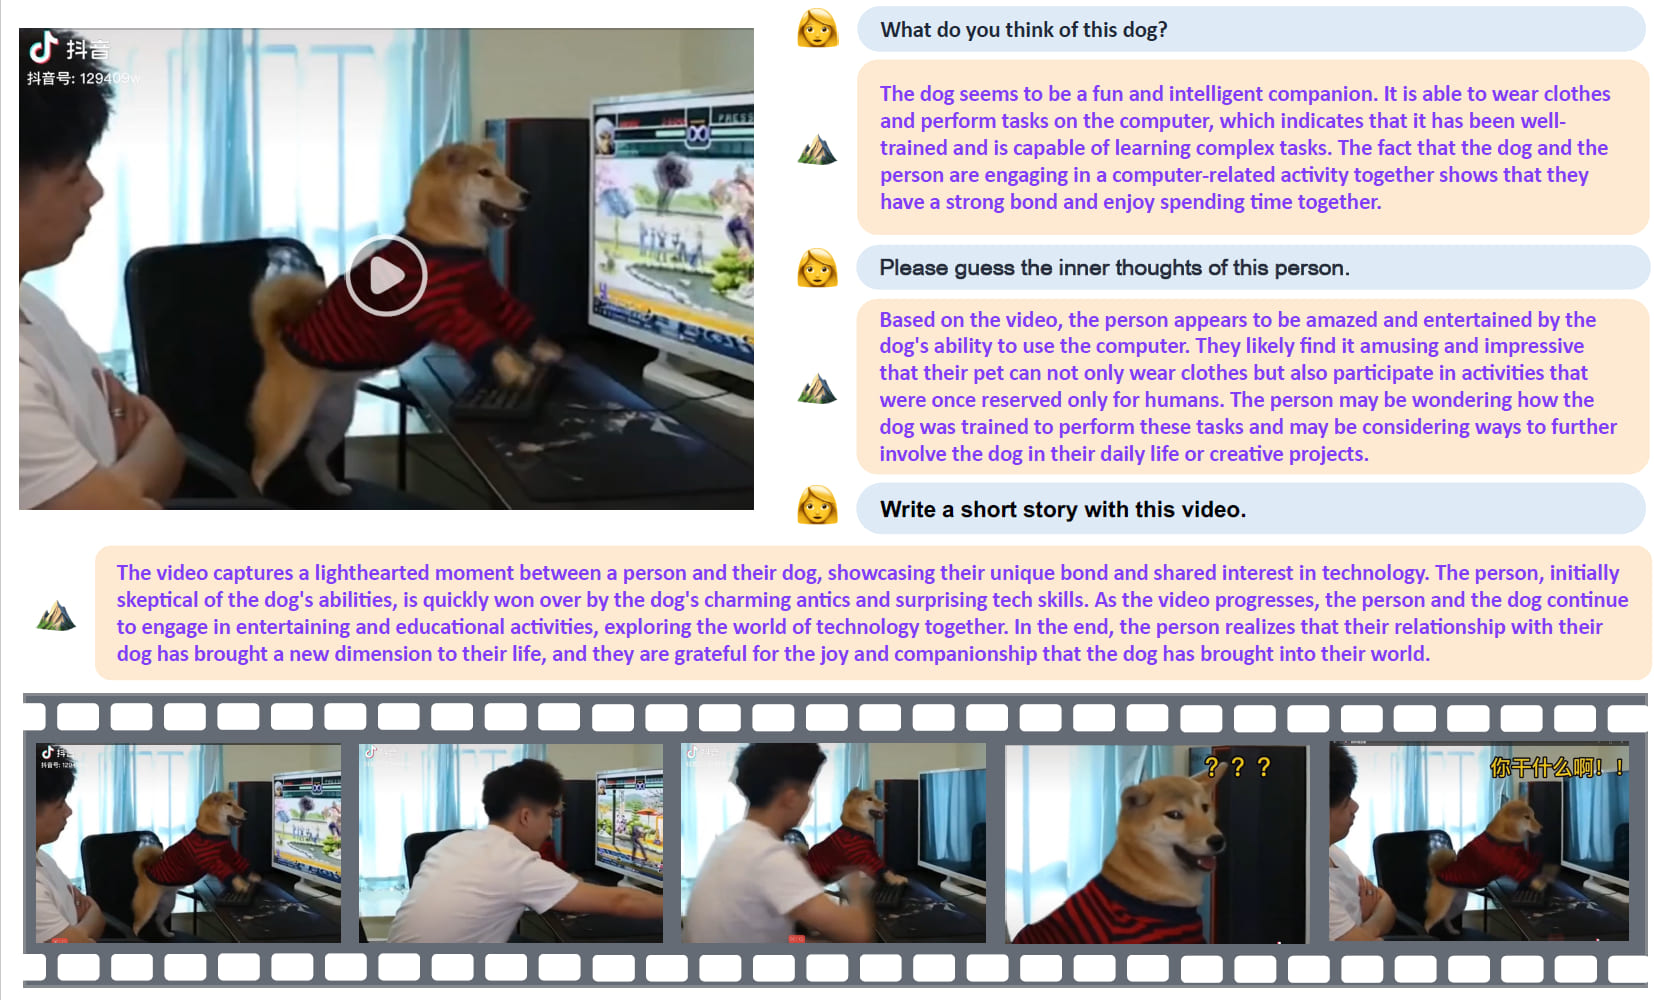 抖音
抖音号: 129409w
PRESS
What do you think of this dog?
The dog seems to be a fun and intelligent companion. It is able to wear clothes
and perform tasks on the computer, which indicates that it has been well-
trained and is capable of learning complex tasks. The fact that the dog and the
person are engaging in a computer-related activity together shows that they
have a strong bond and enjoy spending time together.
Please guess the inner thoughts of this person.
Based on the video, the person appears to be amazed and entertained by the
dog's ability to use the computer. They likely find it amusing and impressive
that their pet can not only wear clothes but also participate in activities that
were once reserved only for humans. The person may be wondering how the
dog was trained to perform these tasks and may be considering ways to further
involve the dog in their daily life or creative projects.
Write a short story with this video.
The video captures a lighthearted moment between a person and their dog, showcasing their unique bond and shared interest in technology. The person, initially
skeptical of the dog's abilities, is quickly won over by the dog's charming antics and surprising tech skills. As the video progresses, the person and the dog continue
to engage in entertaining and educational activities, exploring the world of technology together. In the end, the person realizes that their relationship with their
dog has brought a new dimension to their life, and they are grateful for the joy and companionship that the dog has brought into their world.
抖音
抖音号:
抖音
？？？
你干什么啊！！